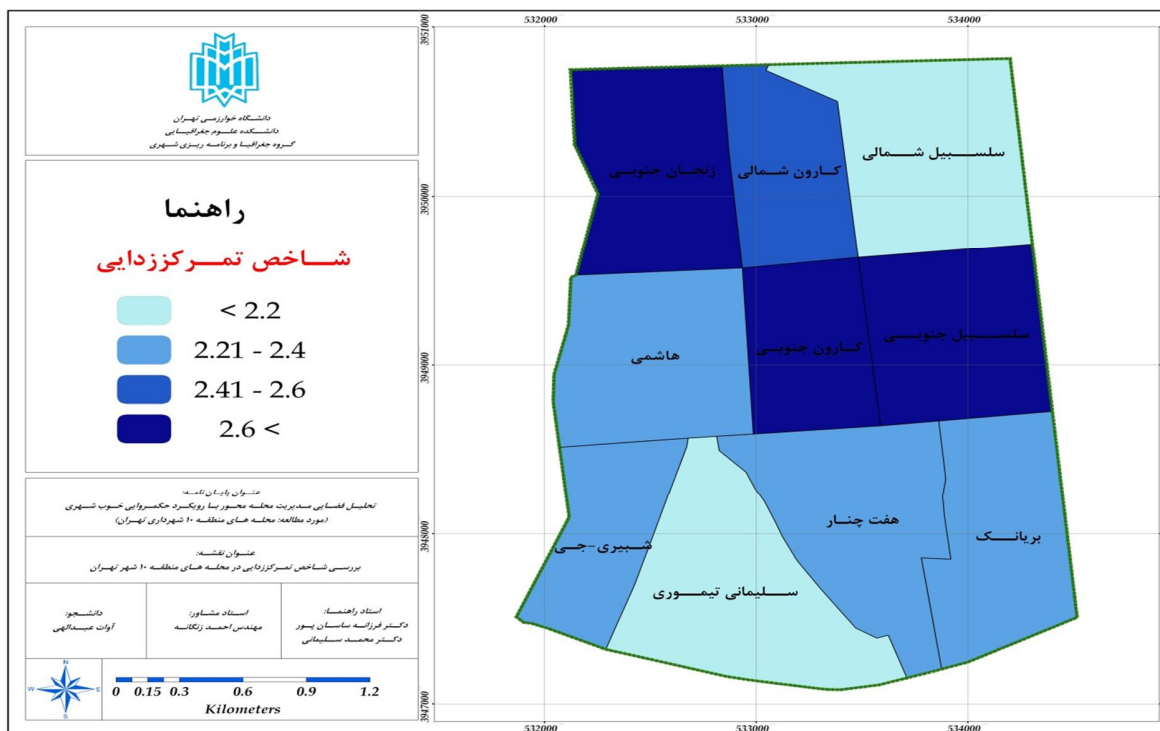 دانشگاه خوارزمی تهران
دانشکده علوم جغرافیایی
گروه جغرافیا و برنامه ریزی شهری
راهنما
شاخص تمرکززدایی
< 2.2
2.21 - 2.4
2.41 - 2.6
2.6 <
عنوان پایان نامه:
تحلیل فضایی مدیریت محله محور با رویکرد حکمروایی خوب شهری
(مورد مطالعه: محله های منطقه ۱۰ شهرداری تهران)
عنوان نقشه:
بررسی شاخص تمرکززدایی در محله های منطقه ۱۰ شهر تهران
استاد راهنما:
دکتر فرزانه ساسان پور
دکتر محمد سلیمانی
استاد مشاور:
مهندس احمد زنگانه
دانشجو:
آوات عبدالهی
N
W E
S
0 0.15 0.3 0.6 0.9 1.2
Kilometers
532000 533000 534000
3951000
3950000
3949000
3948000
3947000
سلسبیل شمالی
کارون شمالی
زنجان جنوبی
سلسبیل جنوبی
کارون جنوبی
هاشمی
بریانک
هفت چنار
شبیری-جی
سلیمانی تیموری
532000 533000 534000